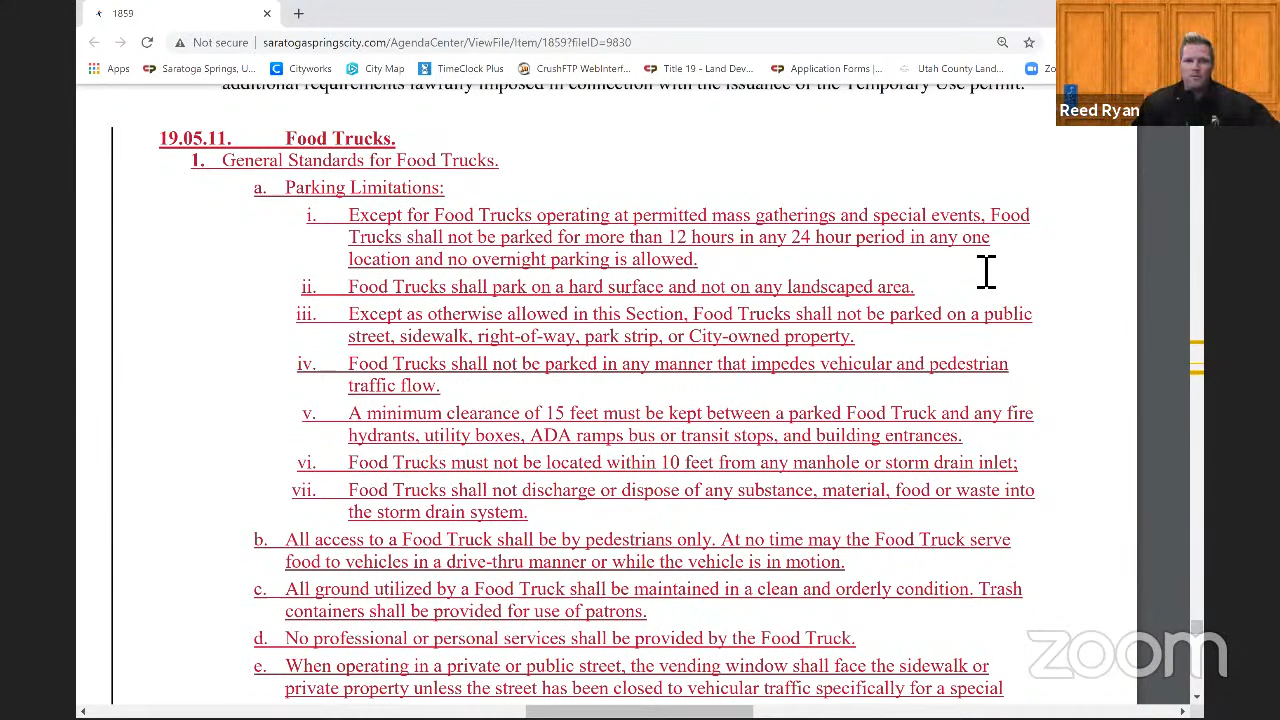 1859
Not secure
saratogaspringscity.com/AgendaCenter/ViewFile/Item/1859?fileID=9830
Apps
Saratoga Springs, U...
Cityworks
City Map
TimeClock Plus
CrushFTP WebInterf...
Title 19 – Land Dev...
Application Forms |...
Utah County Land...
Zo
Reed Ryan
additional requirements lawfully imposed in connection with the issuance of the Temporary Use permit.
19.05.11. Food Trucks.
1. General Standards for Food Trucks.
a. Parking Limitations:
i. Except for Food Trucks operating at permitted mass gatherings and special events, Food
Trucks shall not be parked for more than 12 hours in any 24 hour period in any one
location and no overnight parking is allowed.
ii. Food Trucks shall park on a hard surface and not on any landscaped area.
iii. Except as otherwise allowed in this Section, Food Trucks shall not be parked on a public
street, sidewalk, right-of-way, park strip, or City-owned property.
iv. Food Trucks shall not be parked in any manner that impedes vehicular and pedestrian
traffic flow.
v. A minimum clearance of 15 feet must be kept between a parked Food Truck and any fire
hydrants, utility boxes, ADA ramps bus or transit stops, and building entrances.
vi. Food Trucks must not be located within 10 feet from any manhole or storm drain inlet;
vii. Food Trucks shall not discharge or dispose of any substance, material, food or waste into
the storm drain system.
b. All access to a Food Truck shall be by pedestrians only. At no time may the Food Truck serve
food to vehicles in a drive-thru manner or while the vehicle is in motion.
c. All ground utilized by a Food Truck shall be maintained in a clean and orderly condition. Trash
containers shall be provided for use of patrons.
d. No professional or personal services shall be provided by the Food Truck.
e. When operating in a private or public street, the vending window shall face the sidewalk or
private property unless the street has been closed to vehicular traffic specifically for a special
zoom